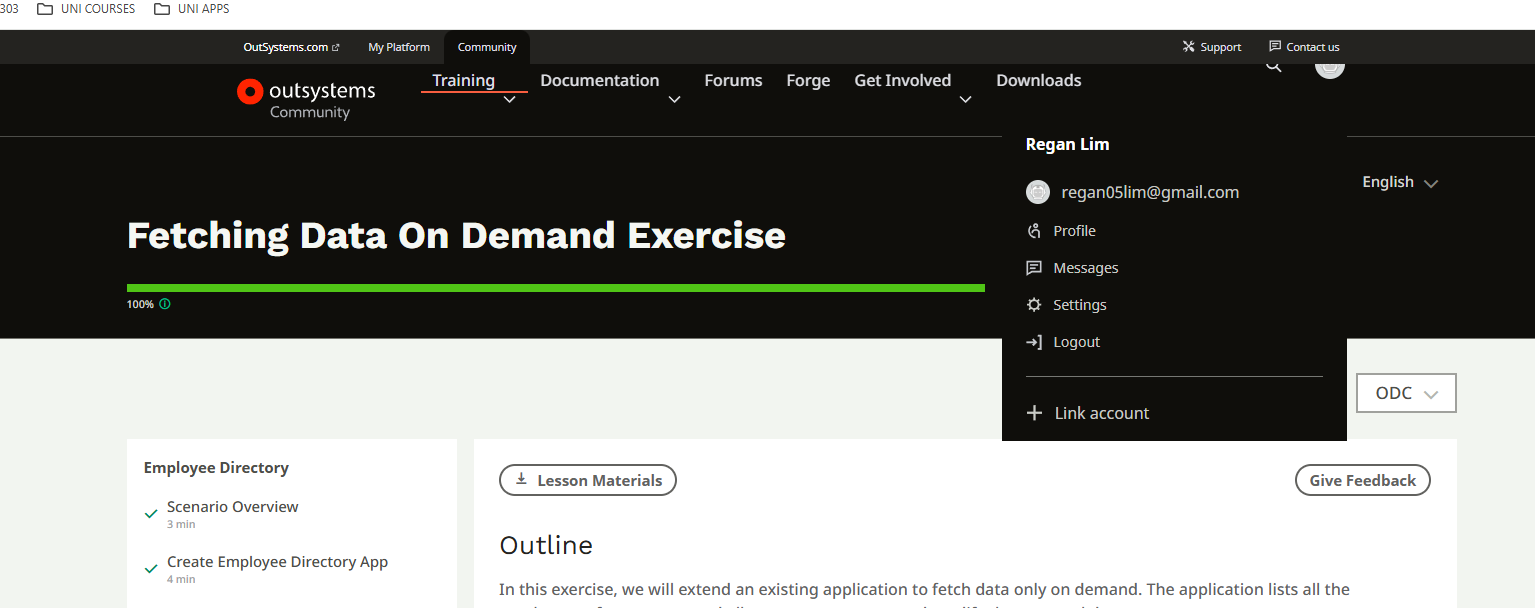 303 UNI COURSES UNI APPS
OutSystems.com My Platform Community Support Contact us
Training Documentation Forums Forge Get Involved Downloads
outsystems
Community
Regan Lim
English
regan05lim@gmail.com
Fetching Data On Demand Exercise
Profile
Messages
100%
Settings
Logout
ODC
Link account
Employee Directory
Scenario Overview
3 min
Create Employee Directory App
4 min
Lesson Materials
Give Feedback
Outline
In this exercise, we will extend an existing application to fetch data only on demand. The application lists all the